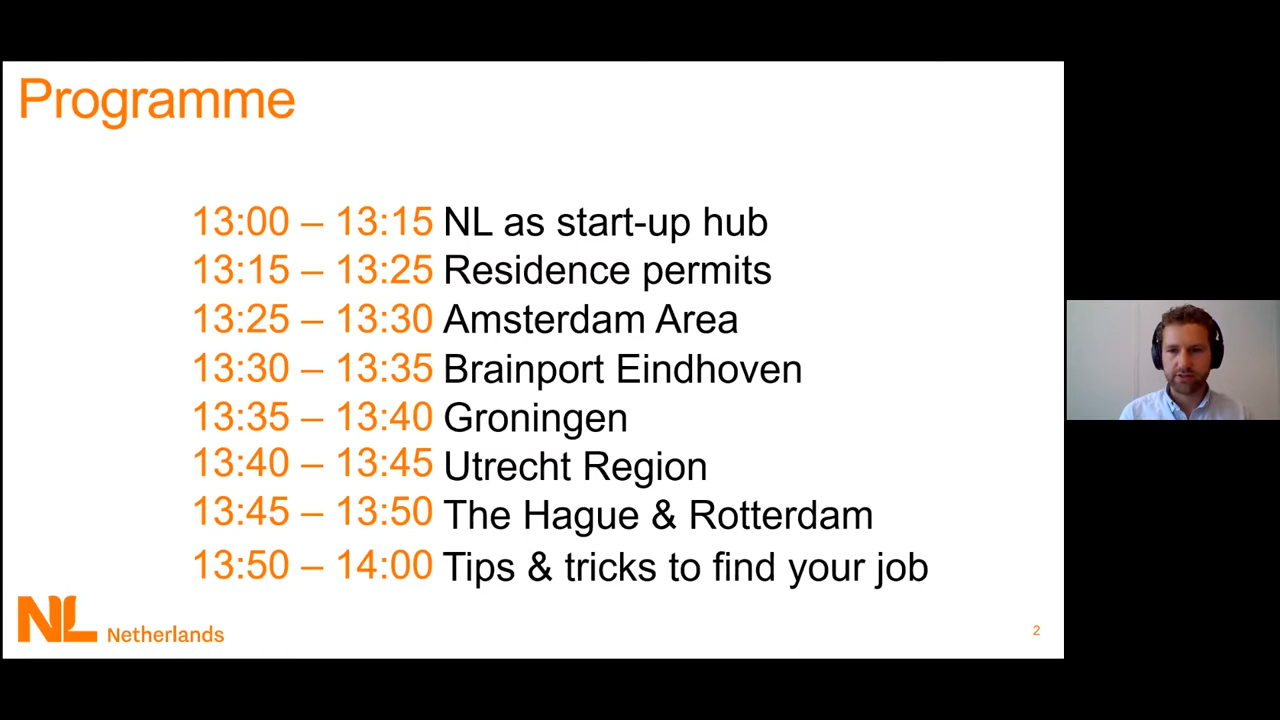 Programme
13:00 – 13:15 NL as start-up hub
13:15 – 13:25 Residence permits
13:25 – 13:30 Amsterdam Area
13:30 – 13:35 Brainport Eindhoven
13:35 – 13:40 Groningen
13:40 – 13:45 Utrecht Region
13:45 – 13:50 The Hague & Rotterdam
13:50 – 14:00 Tips & tricks to find your job
NL Netherlands
2